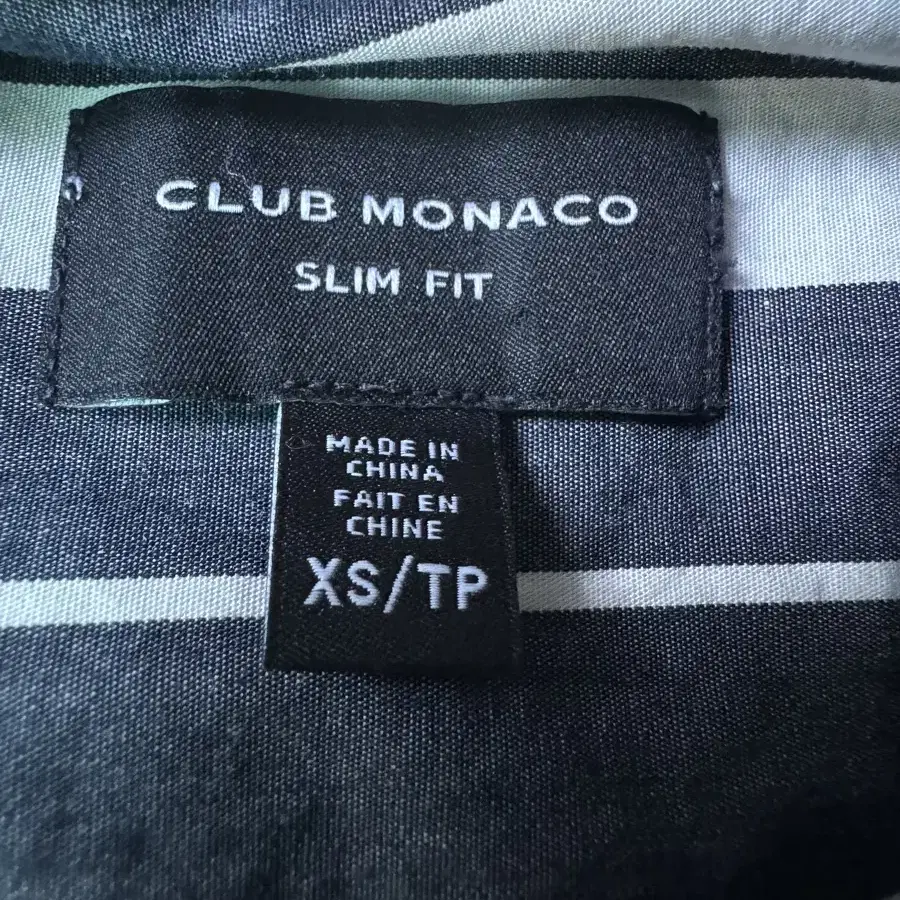 CLUB MONACO
SLIM FIT
MADE IN
CHINA
FAIT EN
CHINE
XS/TP